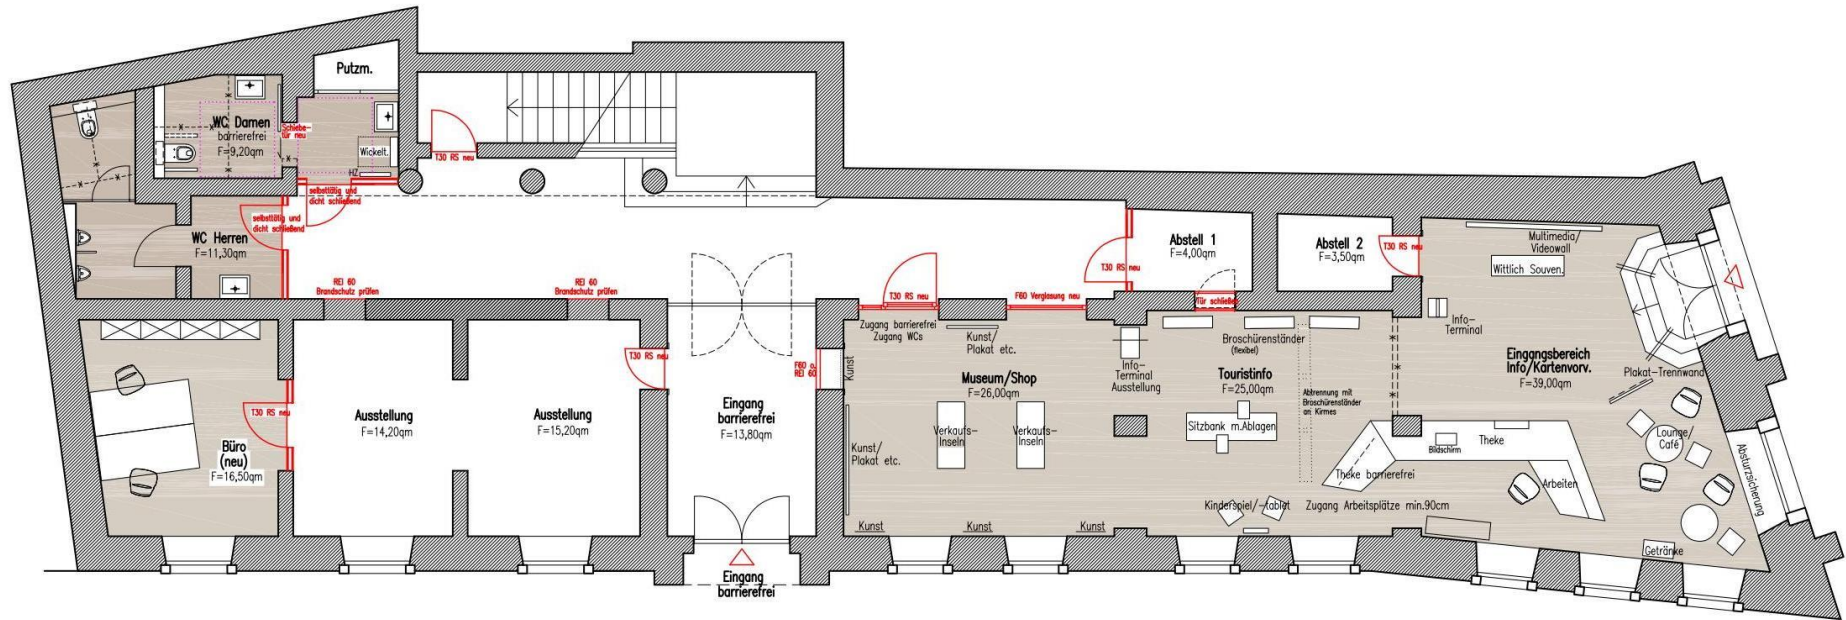 Putzm.
WC Damen
barrierefrei
F=9,20qm
Schiebe-
tür neu
Wickelt.
HZ
T30 RS neu
selbsttätig und
dicht schließend
selbsttätig und
dicht schließend
WC Herren
F=11,30qm
REI 60
Brandschutz prüfen
REI 60
Brandschutz prüfen
T30 RS neu
F60 Verglasung neu
T30 RS neu
Abstell 1
F=4,00qm
Tür schließen
Abstell 2
F=3,50qm
T30 RS neu
Multimedia/
Videowall
Wittlich Souven.
Info-
Terminal
Eingangsbereich
Info/Kartenvorv.
F=39,00qm
Plakat-Trennwand
Büro
(neu)
F=16,50qm
T30 RS neu
Ausstellung
F=14,20qm
Ausstellung
F=15,20qm
T30 RS neu
Eingang
barrierefrei
F=13,80qm
F60 o.
REI 60
Kunst
Zugang barrierefrei
Zugang WCs
Kunst/
Plakat etc.
Museum/Shop
F=26,00qm
Verkaufs-
Inseln
Verkaufs-
Inseln
Kunst/
Plakat etc.
Kunst
Kunst
Kunst
Info-
Terminal
Ausstellung
Broschürenständer
(flexibel)
Touristinfo
F=25,00qm
Abtrennung mit
Broschürenständer
an Kirmes
Sitzbank m.Ablagen
Kinderspiel/-tablet
Zugang Arbeitsplätze min.90cm
Theke barrierefrei
Bildschirm
Theke
Arbeiten
Lounge/
Café
Absturzsicherung
Getränke
Eingang
barrierefrei